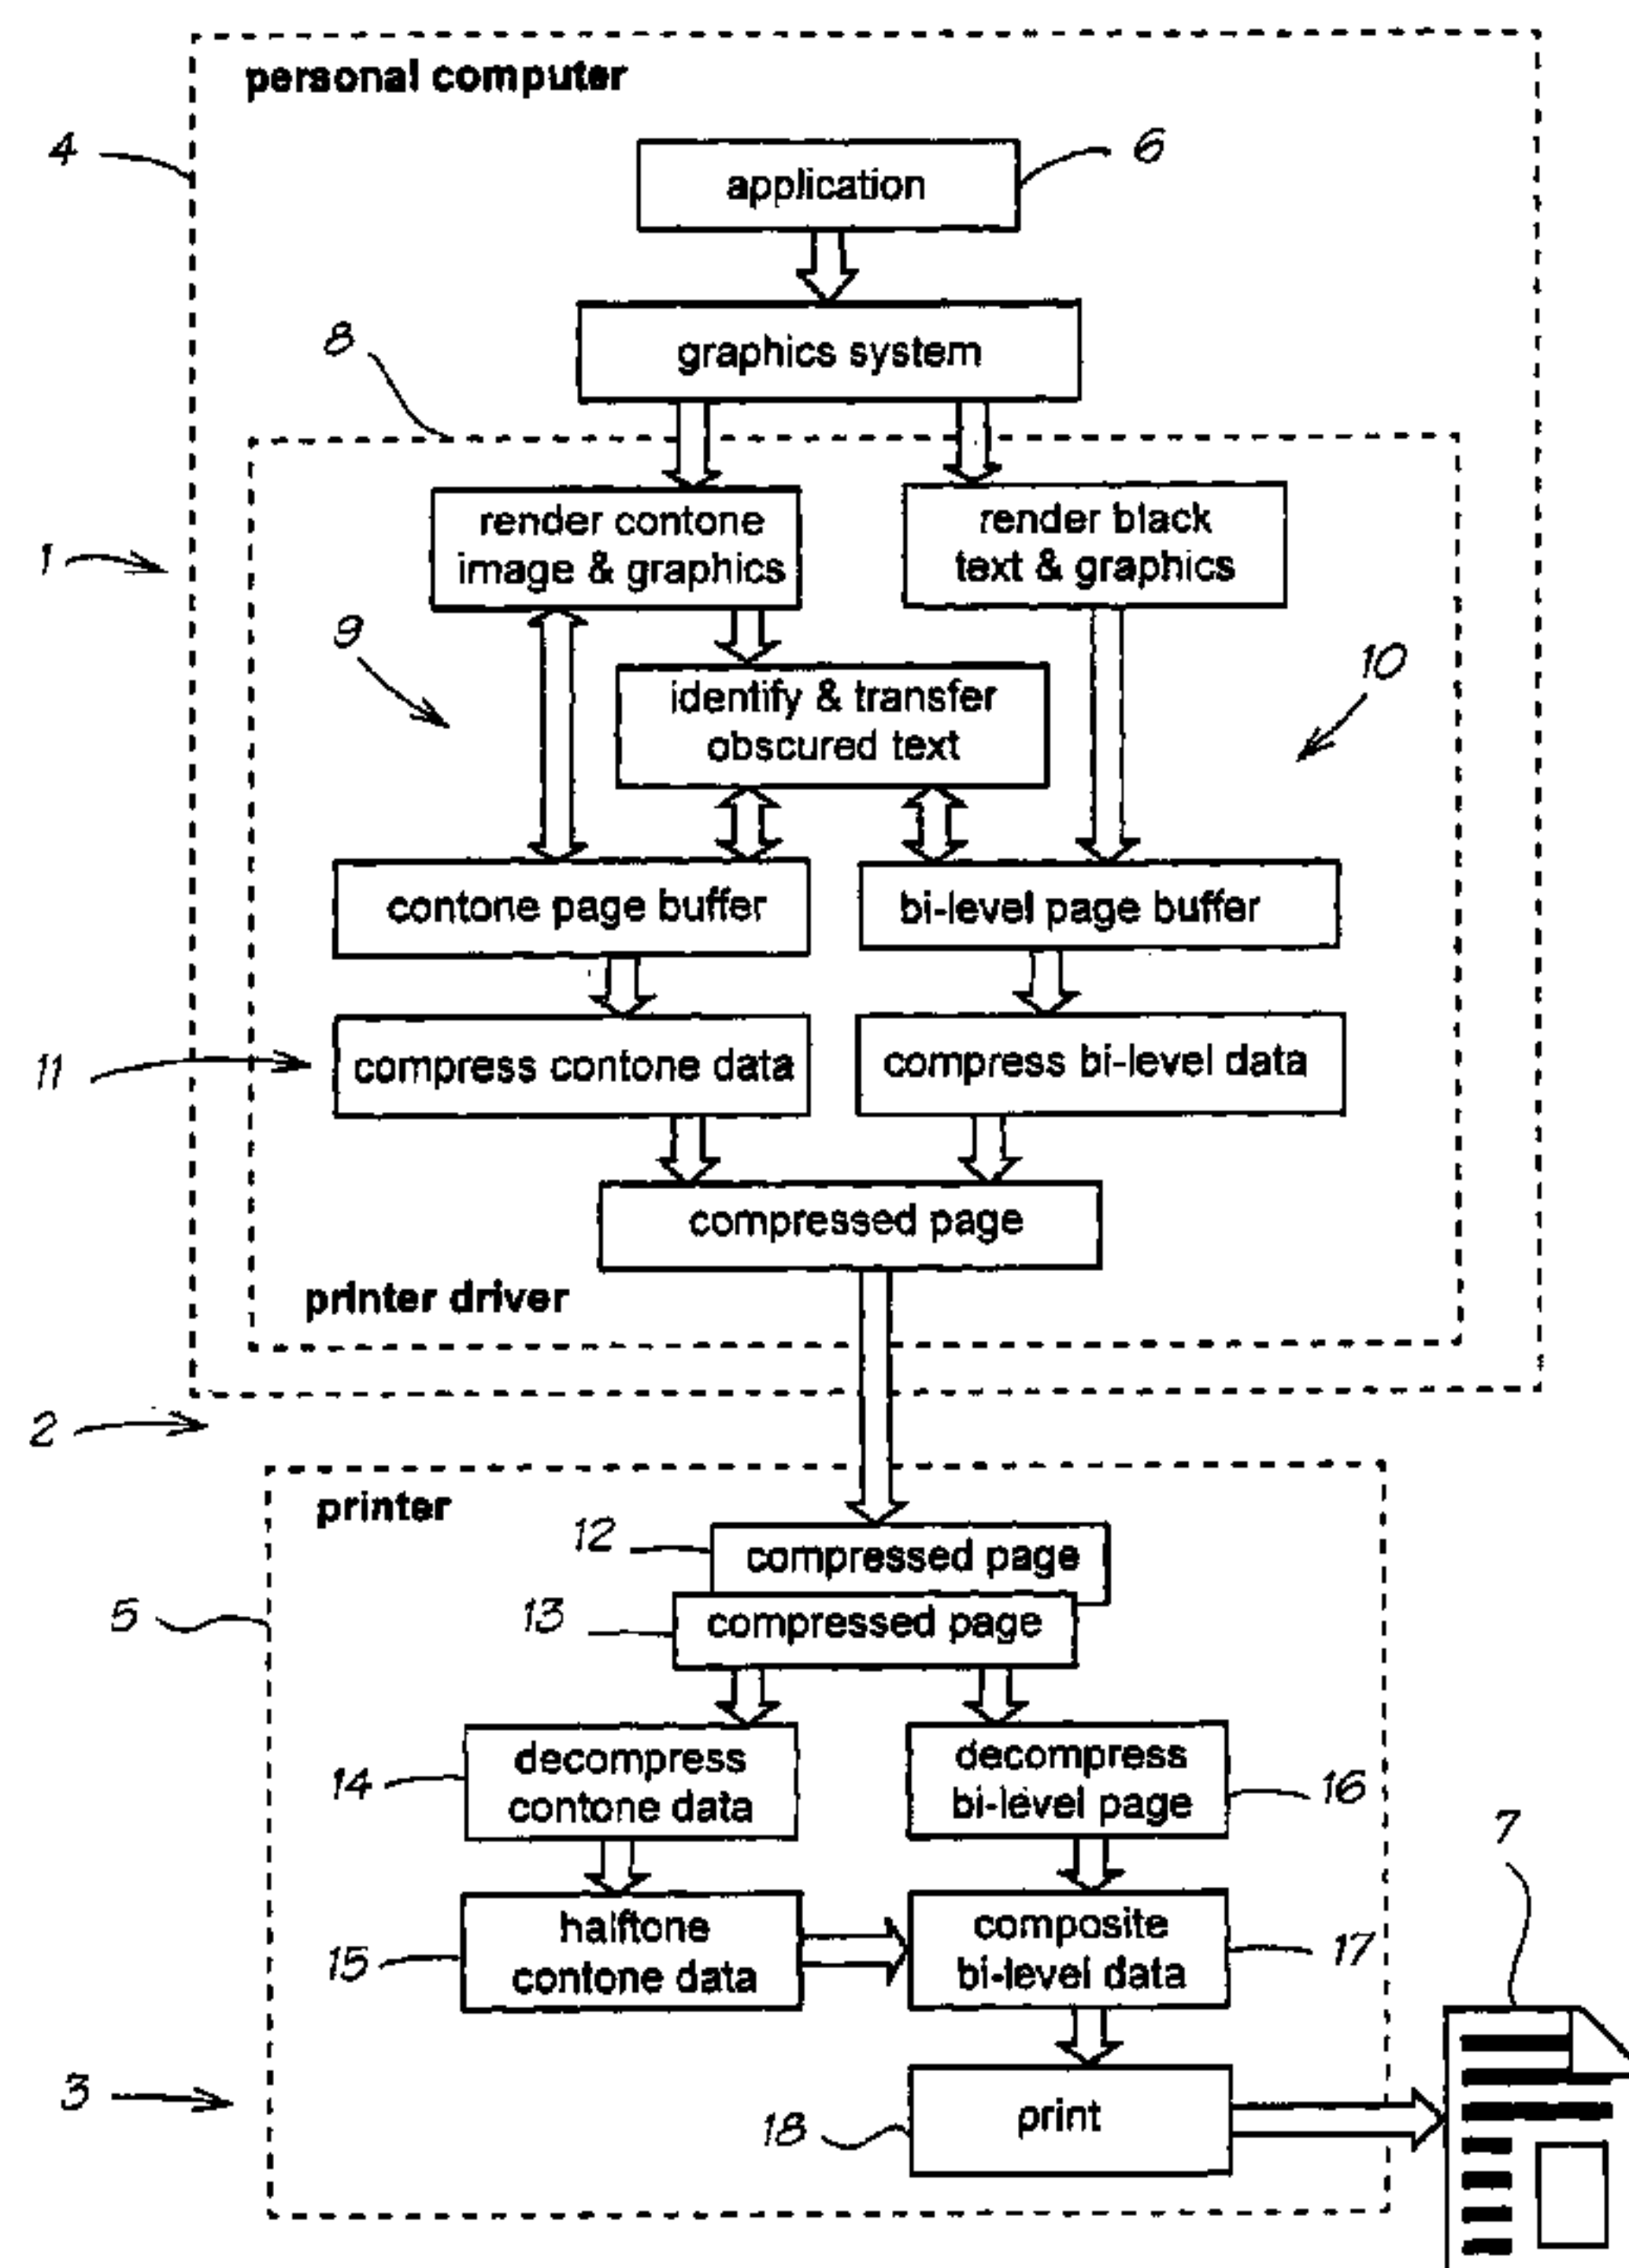 personal computer
4
6
application
8
graphics system
1
render contone
image & graphics
render black
text & graphics
9
10
identify & transfer
obscured text
contone page buffer
bi-level page buffer
11
compress contone data
compress bi-level data
compressed page
printer driver
2
printer
12
compressed page
5
13
compressed page
14
decompress
contone data
decompress
bi-level page
16
7
15
halftone
contone data
composite
bi-level data
17
3
18
print